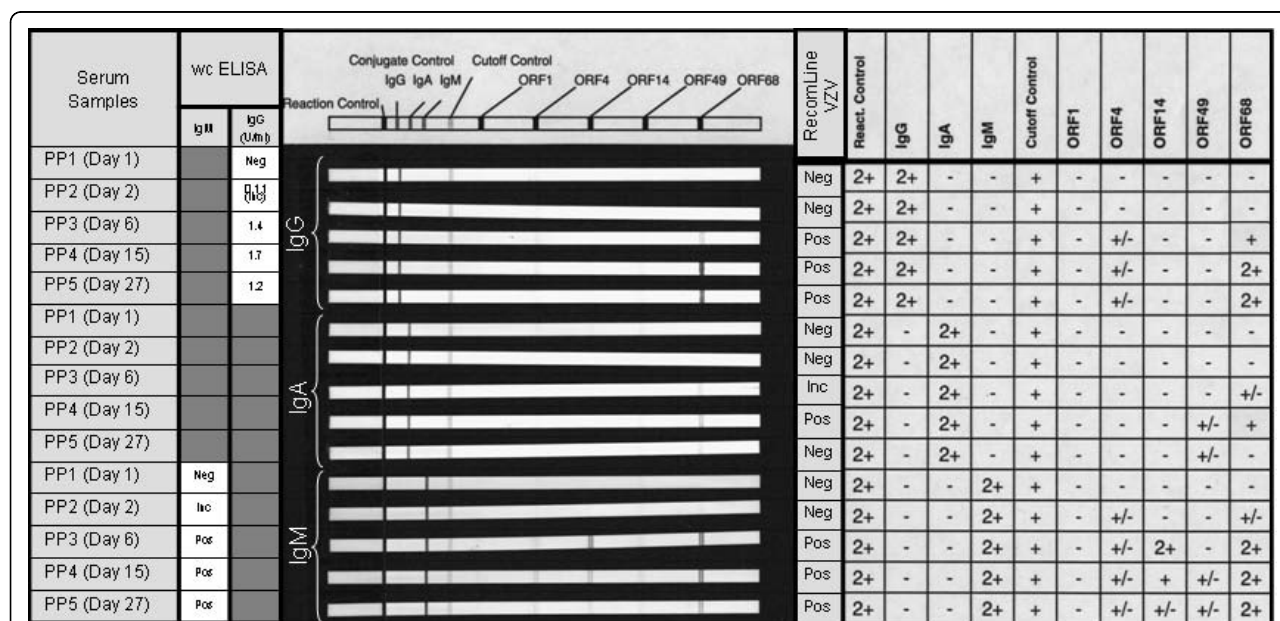 Serum Samples wc ELISA Conjugate Control Cutoff Control RecomLine VZV React. Control IgG IgA IgM Cutoff Control ORF1 ORF4 ORF14 ORF49 ORF68
IgM IgG (U/ml) Reaction Control IgG IgA IgM ORF1 ORF4 ORF14 ORF49 ORF68
IgG
PP1 (Day 1) Neg Neg 2+ 2+ - - + - - - - -
PP2 (Day 2) (Inc) Neg 2+ 2+ - - + - - - - -
PP3 (Day 6) 1.4 Pos 2+ 2+ - - + - +/- - - +
PP4 (Day 15) 1.7 Pos 2+ 2+ - - + - +/- - - 2+
PP5 (Day 27) 1.2 Pos 2+ 2+ - - + - +/- - - 2+
IgA
PP1 (Day 1) Neg 2+ - 2+ - + - - - - -
PP2 (Day 2) Neg 2+ - 2+ - + - - - - -
PP3 (Day 6) Inc 2+ - 2+ - + - - - - +/-
PP4 (Day 15) Pos 2+ - 2+ - + - - - +/- +
PP5 (Day 27) Neg 2+ - 2+ - + - - - +/- -
IgM
PP1 (Day 1) Neg Neg 2+ - - 2+ + - - - - -
PP2 (Day 2) Inc Neg 2+ - - 2+ + - +/- - - +/-
PP3 (Day 6) Pos Pos 2+ - - 2+ + - +/- 2+ - 2+
PP4 (Day 15) Pos Pos 2+ - - 2+ + - +/- + +/- 2+
PP5 (Day 27) Pos Pos 2+ - - 2+ + - +/- +/- +/- 2+